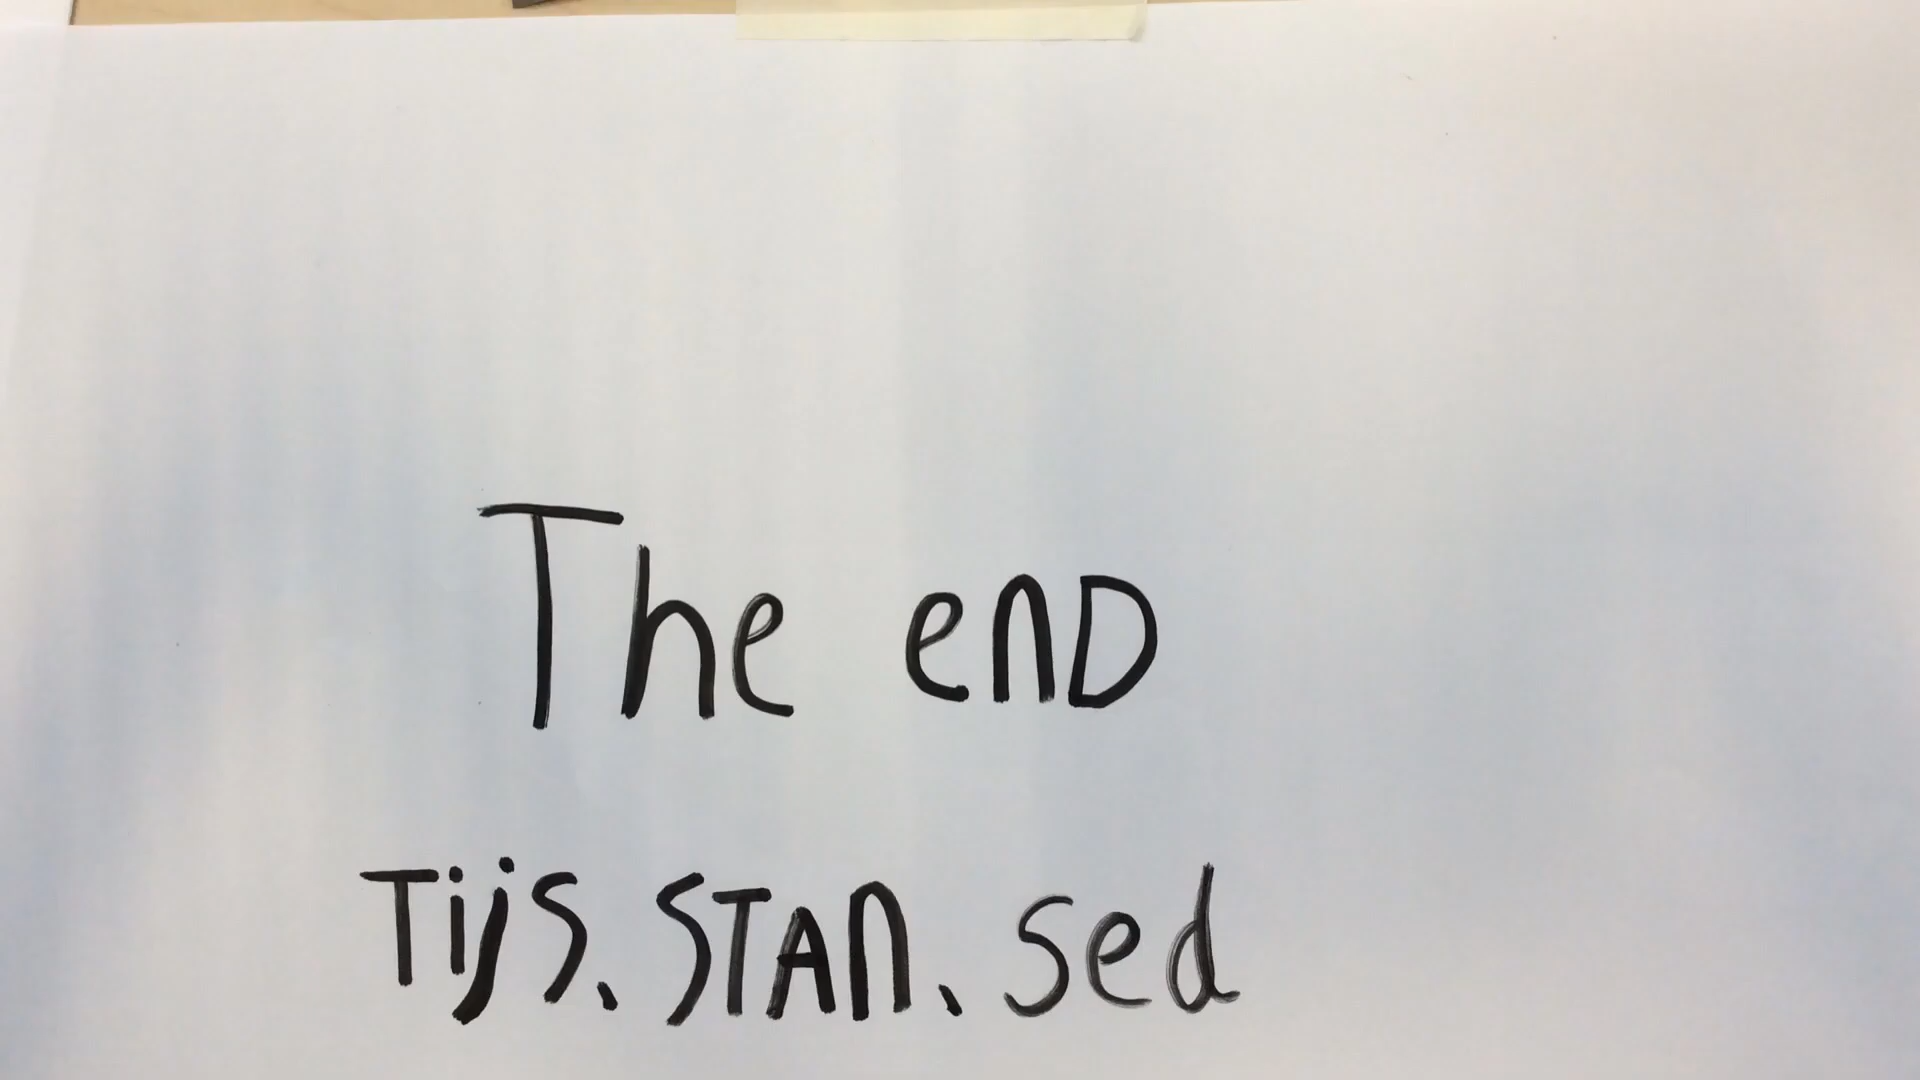 The enD
Tijs, STAn, sed